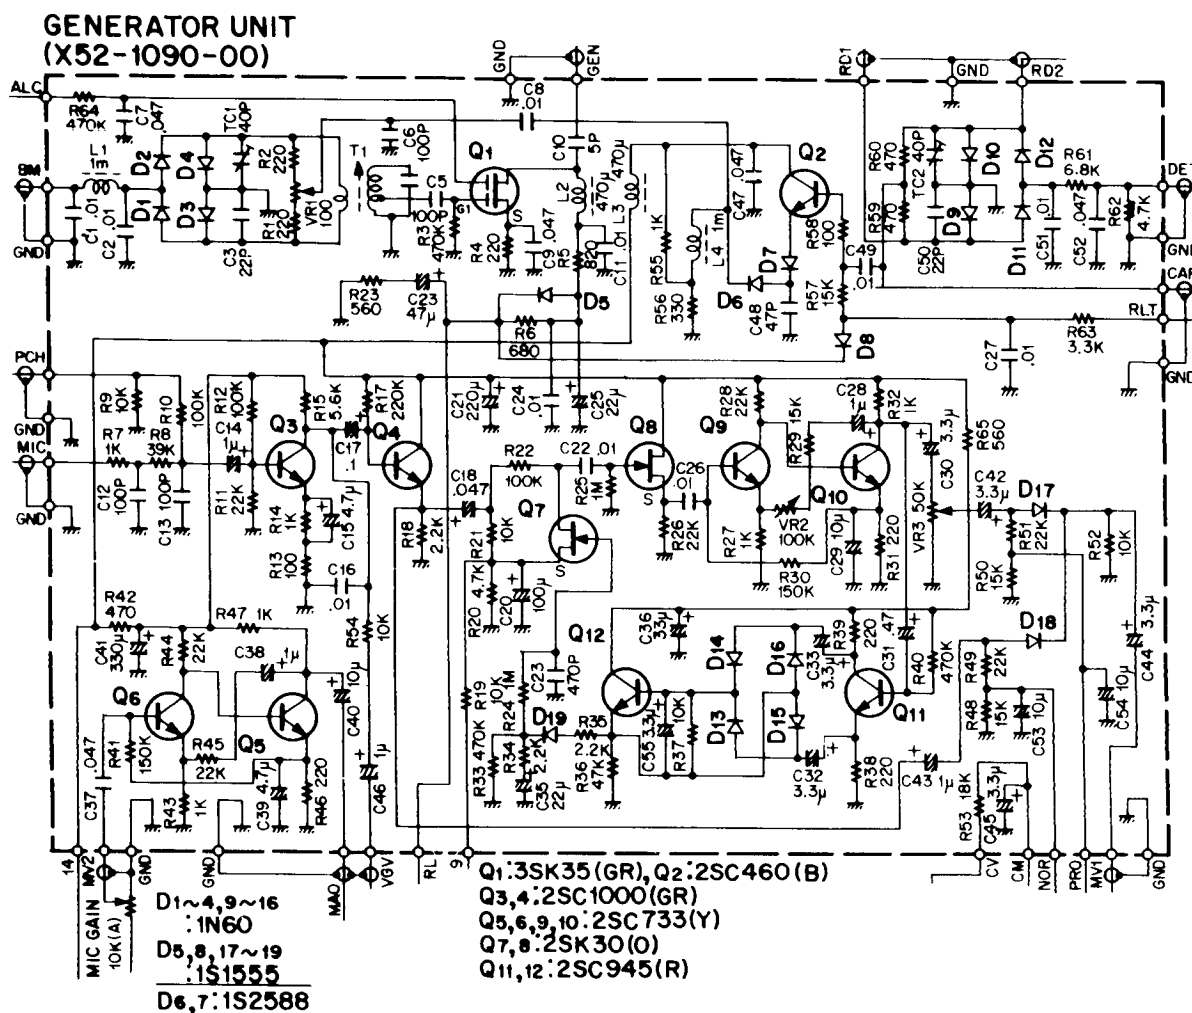 GENERATOR UNIT
(X52-1090-00)
GND
GEN
RD1
GND
RD2
ALC
R64
470K
C7
.047
TC1
40P
C8
.01
C6
100P
C10
5P
470μ
L1
1m
D2
D4
R2
220
T1
Q1
Q2
R60
470
TC2
40P
D10
D12
R61
6.8K
DET
BM
C5
100P
G1
L2
470μ
L3
C47
.047
R58
100
R59
470
.01
.047
R62
4.7K
C1
.01
C2
.01
D1
D3
R1
220
VR1
100
C3
22P
R3
470K
R4
220
S
C9
.047
R5
820
C11
.01
R55
1K
L4
1m
D7
C49
.01
C50
22P
D9
D11
C51
C52
GND
GND
CAR
R23
560
C23
47μ
D5
R56
330
D6
C48
47P
R57
15K
RLT
R6
680
D8
C27
.01
R63
3.3K
PCH
GND
R9
10K
R10
100K
R12
100K
R15
5.6K
R17
220K
C21
220μ
C24
.01
C25
22μ
R28
22K
15K
C28
1μ
R32
1K
3.3μ
R65
560
GND
MIC
R7
1K
R8
39K
C14
1μ
Q3
C17
.1
Q4
C18
.047
R22
100K
C22
.01
Q8
Q9
R29
C30
C42
3.3μ
D17
C12
100P
C13
100P
R11
22K
R14
1K
C15
4.7μ
R25
1M
S
C26
.01
Q10
VR2
100K
VR3
50K
R51
22K
R52
10K
GND
R13
100
R18
2.2K
R21
10K
Q7
S
R26
22K
R27
1K
C29
10μ
R31
220
R50
15K
C16
.01
R20
4.7K
C20
100μ
R30
150K
R42
470
R47
1K
R54
10K
Q12
C36
33μ
D14
D16
R39
220
C31
.47
D18
3.3μ
C41
330μ
R44
22K
C38
1μ
C33
3.3μ
R40
470K
R49
22K
C44
Q6
10μ
C40
R19
10K
R24
1M
C23
470P
D19
R35
2.2K
3.3μ
C55
10K
R37
D13
D15
Q11
R48
15K
C53
10μ
C54
10μ
.047
C37
R41
150K
R45
22K
Q5
4.7μ
C39
R46
220
C46
1μ
R33
470K
R34
2.2K
C35
22μ
R36
47K
C32
3.3μ
R38
220
C43
1μ
R53
18K
C45
3.3μ
R43
1K
14
MV2
GND
GND
MAO
VGV
RL
9
CV
CM
NOR
PRO
MV1
GND
MIC GAIN
10K(A)
D1~4,9~16
:1N60
D5,8,17~19
:1S1555
D6,7:1S2588
Q1:3SK35(GR), Q2:2SC460(B)
Q3,4:2SC1000(GR)
Q5,6,9,10:2SC733(Y)
Q7,8:2SK30(O)
Q11,12:2SC945(R)